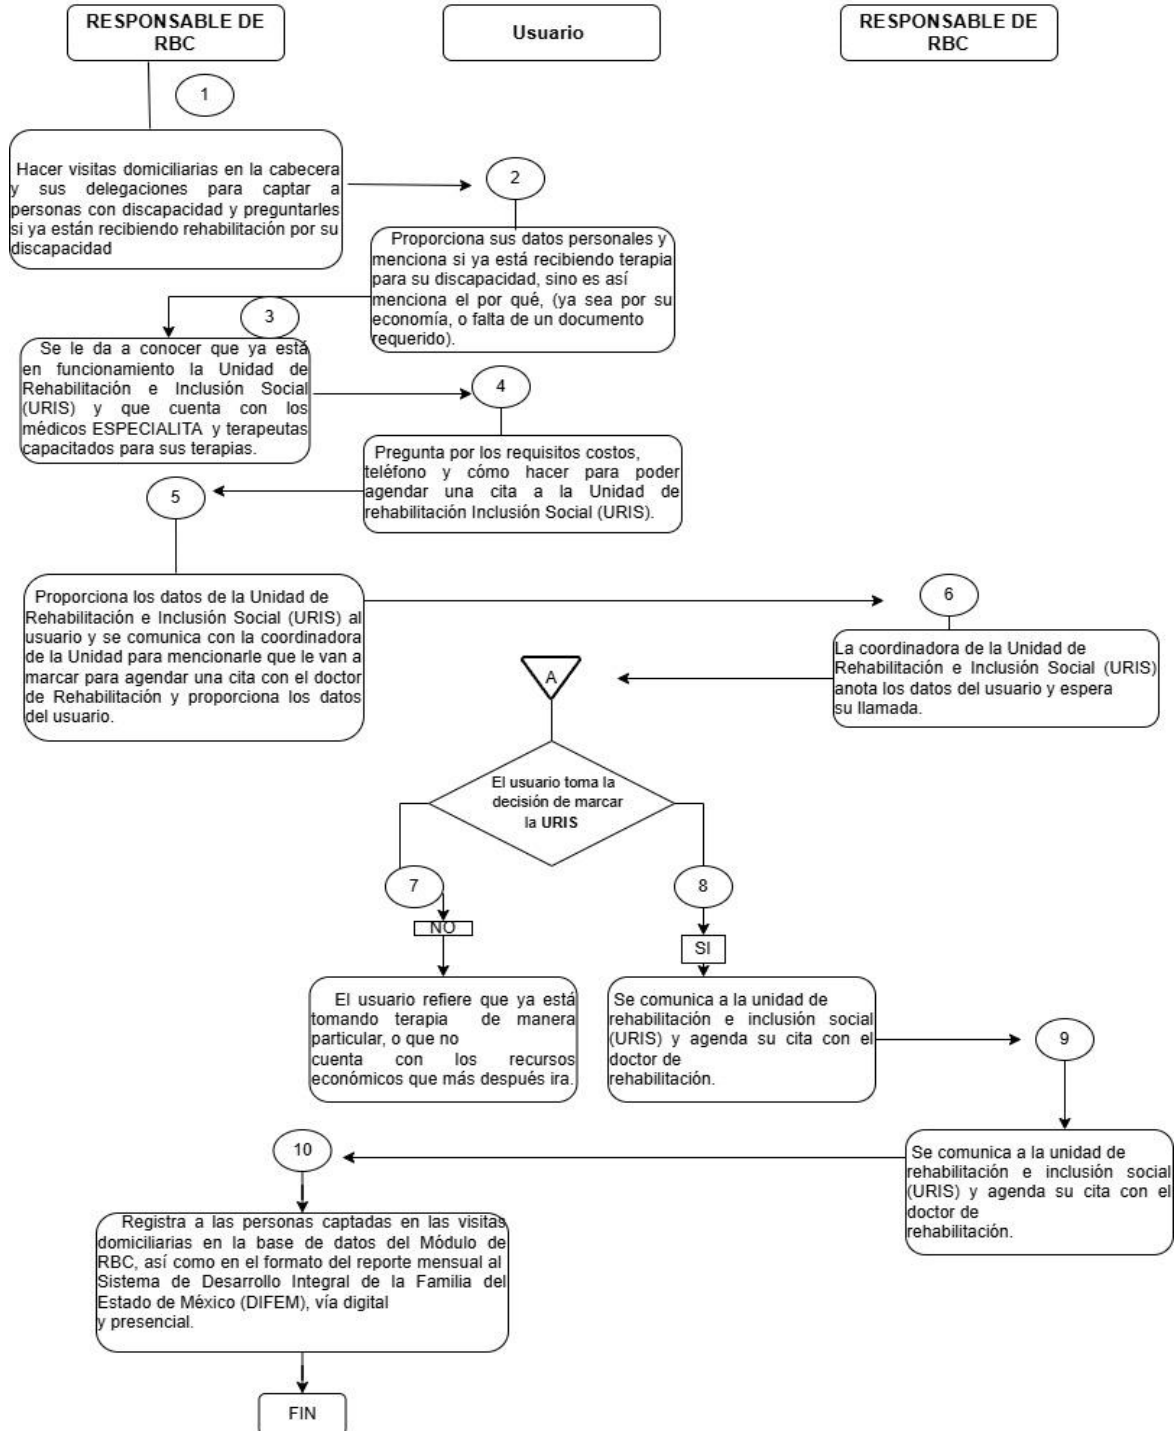 RESPONSABLE DE
RBC
Usuario
RESPONSABLE DE
RBC
1
Hacer visitas domiciliarias en la cabecera
y sus delegaciones para captar a
personas con discapacidad y preguntarles
si ya están recibiendo rehabilitación por su
discapacidad
2
Proporciona sus datos personales y
menciona si ya está recibiendo terapia
para su discapacidad, sino es así
menciona el por qué, (ya sea por su
economía, o falta de un documento
requerido).
3
Se le da a conocer que ya está
en funcionamiento la Unidad de
Rehabilitación e Inclusión Social
(URIS) y que cuenta con los
médicos ESPECIALITA y terapeutas
capacitados para sus terapias.
4
Pregunta por los requisitos costos,
teléfono y cómo hacer para poder
agendar una cita a la Unidad de
rehabilitación Inclusión Social (URIS).
5
Proporciona los datos de la Unidad de
Rehabilitación e Inclusión Social (URIS) al
usuario y se comunica con la coordinadora
de la Unidad para mencionarle que le van a
marcar para agendar una cita con el doctor
de Rehabilitación y proporciona los datos
del usuario.
6
La coordinadora de la Unidad de
Rehabilitación e Inclusión Social (URIS)
anota los datos del usuario y espera
su llamada.
A
El usuario toma la
decisión de marcar
la URIS
7
NO
El usuario refiere que ya está
tomando terapia de manera
particular, o que no
cuenta con los recursos
económicos que más después ira.
8
SI
Se comunica a la unidad de
rehabilitación e inclusión social
(URIS) y agenda su cita con el
doctor de
rehabilitación.
9
Se comunica a la unidad de
rehabilitación e inclusión social
(URIS) y agenda su cita con el
doctor de
rehabilitación.
10
Registra a las personas captadas en las visitas
domiciliarias en la base de datos del Módulo de
RBC, así como en el formato del reporte mensual al
Sistema de Desarrollo Integral de la Familia del
Estado de México (DIFEM), vía digital
y presencial.
FIN